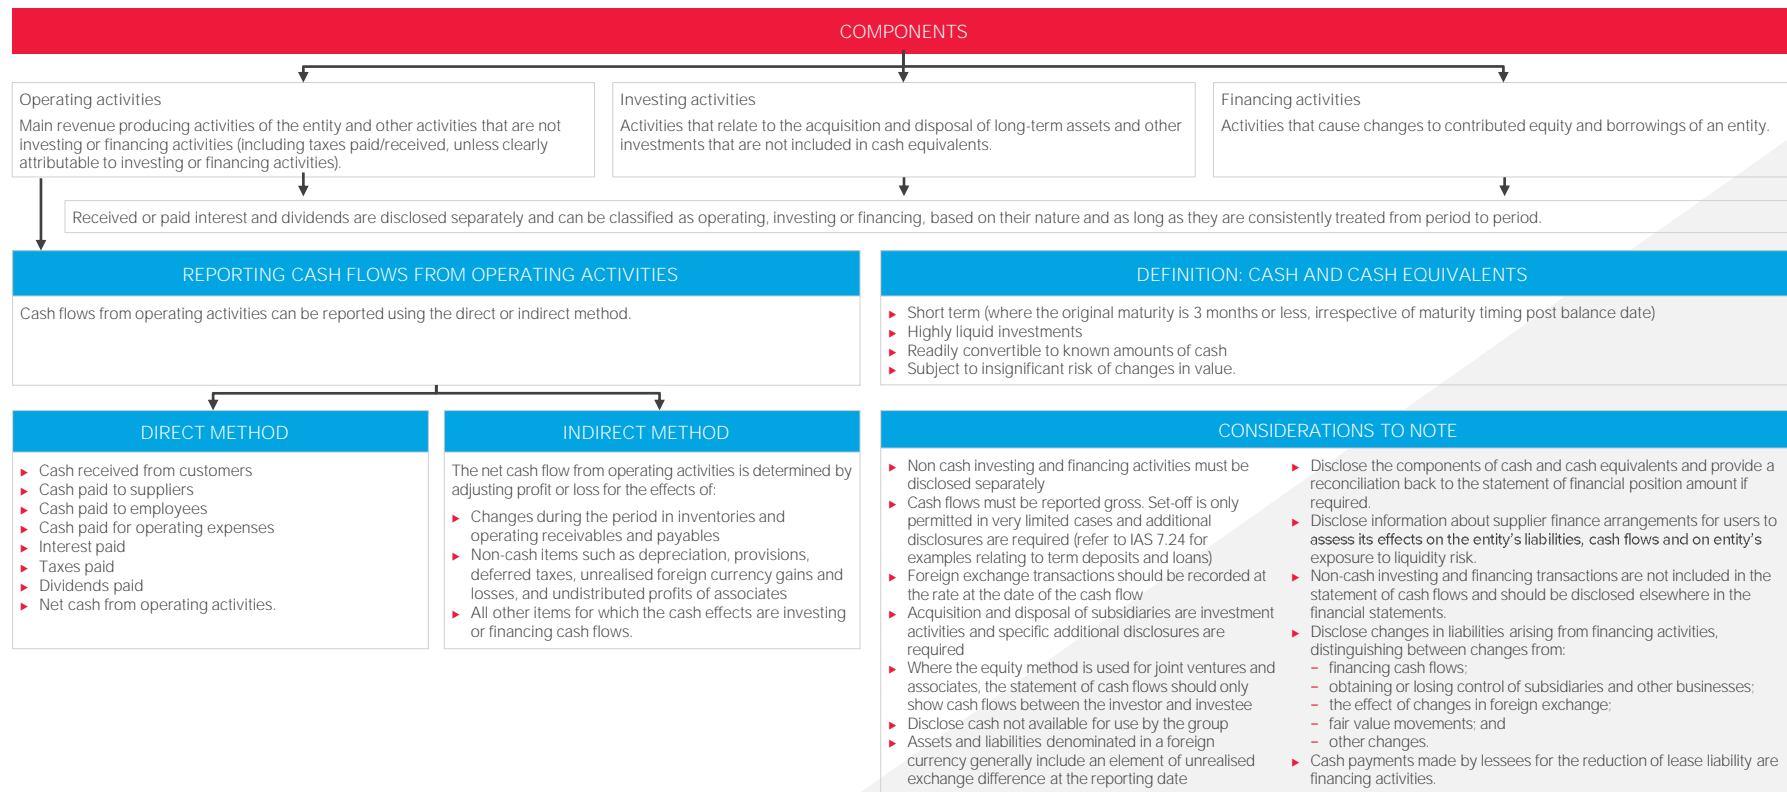 COMPONENTS
Operating activities
Main revenue producing activities of the entity and other activities that are not
investing or financing activities (including taxes paid/received, unless clearly
attributable to investing or financing activities).
Investing activities
Activities that relate to the acquisition and disposal of long-term assets and other
investments that are not included in cash equivalents.
Financing activities
Activities that cause changes to contributed equity and borrowings of an entity.
Received or paid interest and dividends are disclosed separately and can be classified as operating, investing or financing, based on their nature and as long as they are consistently treated from period to period.
REPORTING CASH FLOWS FROM OPERATING ACTIVITIES
Cash flows from operating activities can be reported using the direct or indirect method.
DEFINITION: CASH AND CASH EQUIVALENTS
► Short term (where the original maturity is 3 months or less, irrespective of maturity timing post balance date)
► Highly liquid investments
► Readily convertible to known amounts of cash
► Subject to insignificant risk of changes in value.
DIRECT METHOD
► Cash received from customers
► Cash paid to suppliers
► Cash paid to employees
► Cash paid for operating expenses
► Interest paid
► Taxes paid
► Dividends paid
► Net cash from operating activities.
INDIRECT METHOD
The net cash flow from operating activities is determined by
adjusting profit or loss for the effects of:
► Changes during the period in inventories and
operating receivables and payables
► Non-cash items such as depreciation, provisions,
deferred taxes, unrealised foreign currency gains and
losses, and undistributed profits of associates
► All other items for which the cash effects are investing
or financing cash flows.
CONSIDERATIONS TO NOTE
► Non cash investing and financing activities must be
disclosed separately
► Cash flows must be reported gross. Set-off is only
permitted in very limited cases and additional
disclosures are required (refer to IAS 7.24 for
examples relating to term deposits and loans)
► Foreign exchange transactions should be recorded at
the rate at the date of the cash flow
► Acquisition and disposal of subsidiaries are investment
activities and specific additional disclosures are
required
► Where the equity method is used for joint ventures and
associates, the statement of cash flows should only
show cash flows between the investor and investee
► Disclose cash not available for use by the group
► Assets and liabilities denominated in a foreign
currency generally include an element of unrealised
exchange difference at the reporting date
► Disclose the components of cash and cash equivalents and provide a
reconciliation back to the statement of financial position amount if
required.
► Disclose information about supplier finance arrangements for users to
assess its effects on the entity’s liabilities, cash flows and on entity’s
exposure to liquidity risk.
► Non-cash investing and financing transactions are not included in the
statement of cash flows and should be disclosed elsewhere in the
financial statements.
► Disclose changes in liabilities arising from financing activities,
distinguishing between changes from:
– financing cash flows;
– obtaining or losing control of subsidiaries and other businesses;
– the effect of changes in foreign exchange;
– fair value movements; and
– other changes.
► Cash payments made by lessees for the reduction of lease liability are
financing activities.